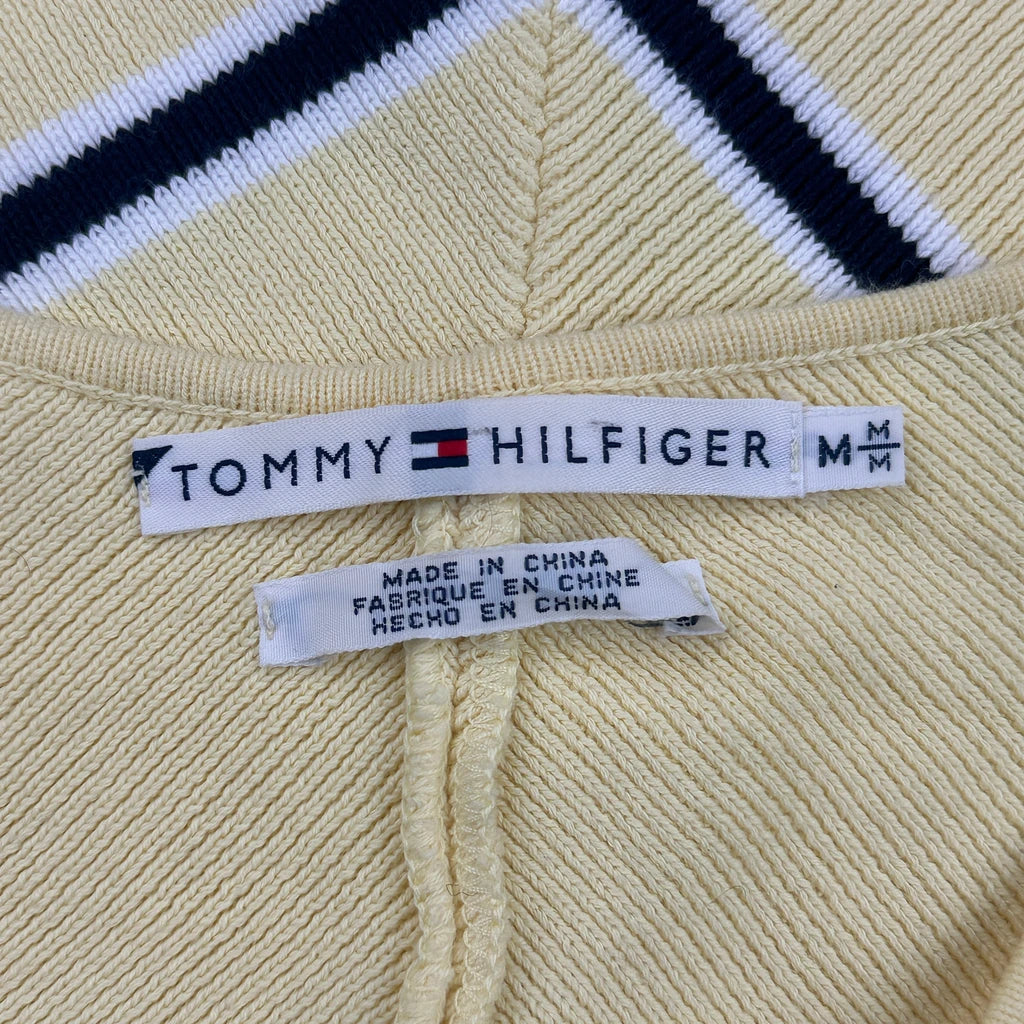 TOMMY HILFIGER
M M/M
MADE IN CHINA
FABRIQUE EN CHINE
HECHO EN CHINA